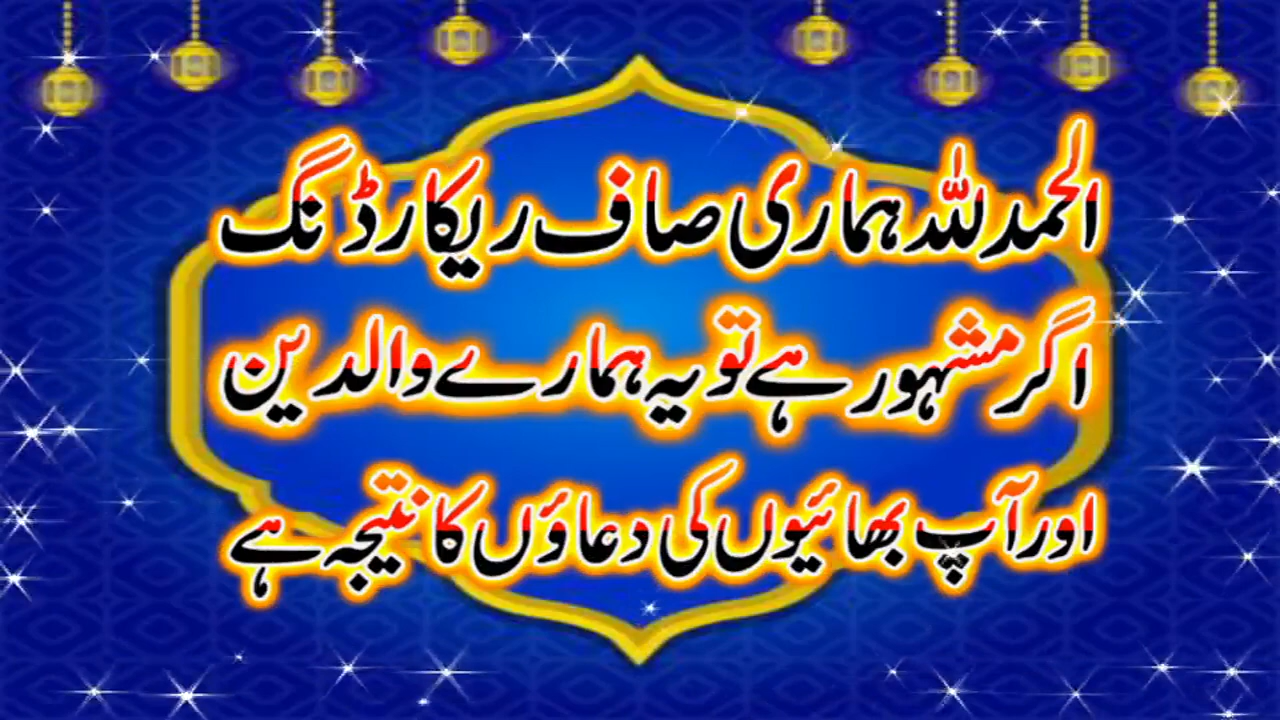 الحمدللہ ہماری صاف ریکارڈنگ
اگر مشہور ہے تو یہ ہمارے والدین
اور آپ بھائیوں کی دعاؤں کا نتیجہ ہے